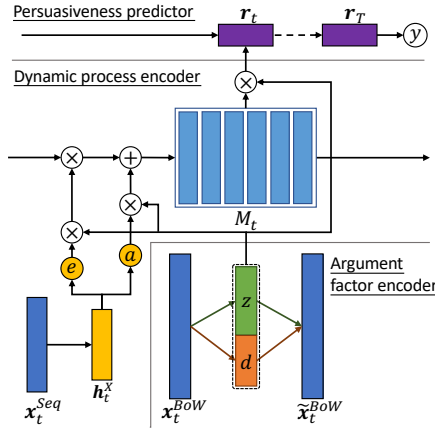 Persuasiveness predictor
r_t
r_T
y
Dynamic process encoder
×
× + 
×
×
M_t
e
a
Argument
factor encoder
z
d
h_t^X
x_t^{Seq}
x_t^{BoW}
x̃_t^{BoW}